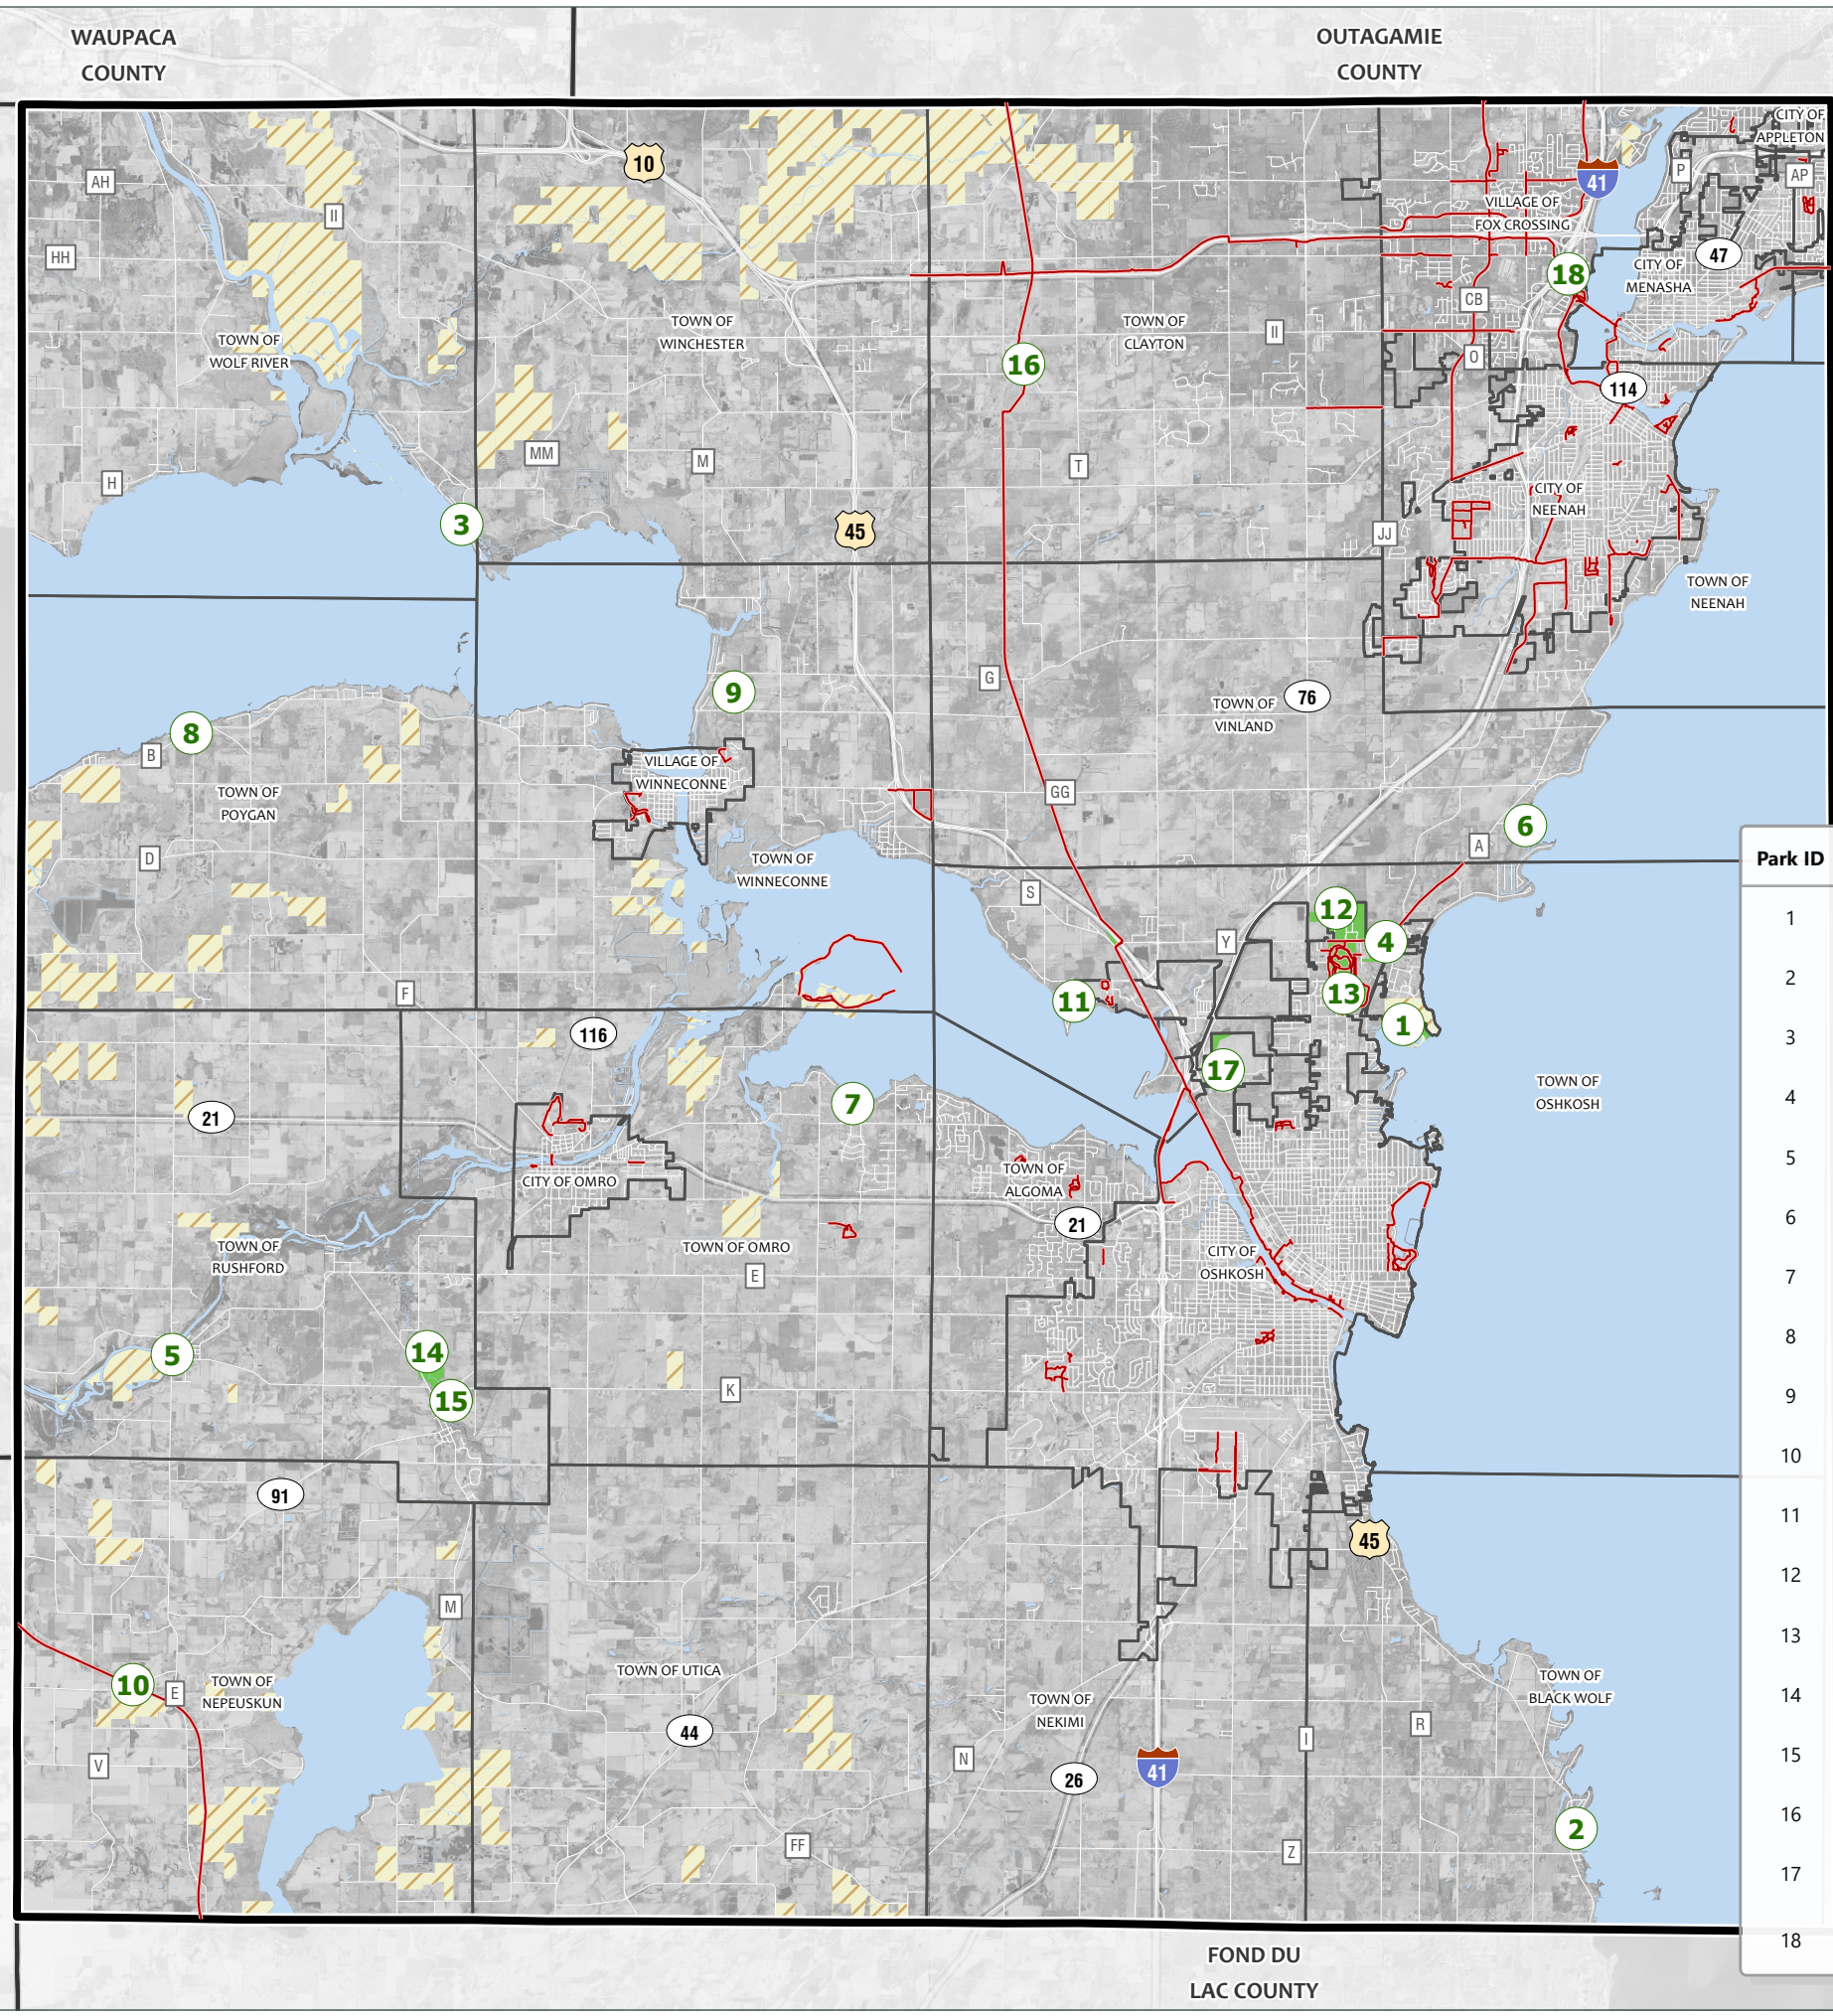 WAUPACA
COUNTY
OUTAGAMIE
COUNTY
CITY OF
APPLETON
10
41
P
AP
AH
II
VILLAGE OF
FOX CROSSING
HH
47
CITY OF
MENASHA
18
CB
TOWN OF
WINCHESTER
TOWN OF
CLAYTON
II
TOWN OF
WOLF RIVER
O
16
114
MM
M
T
H
CITY OF
NEENAH
3
45
JJ
TOWN OF
NEENAH
G
9
76
TOWN OF
VINLAND
8
B
VILLAGE OF
WINNECONNE
TOWN OF
POYGAN
GG
6
A
D
TOWN OF
WINNECONNE
S
12
4
Y
F
11
13
1
116
17
TOWN OF
OSHKOSH
7
21
TOWN OF
ALGOMA
CITY OF OMRO
21
TOWN OF
RUSHFORD
TOWN OF OMRO
E
CITY OF
OSHKOSH
5
14
15
K
91
45
M
10
E
TOWN OF
NEPEUSKUN
TOWN OF UTICA
TOWN OF
NEKIMI
TOWN OF
BLACK WOLF
44
R
I
V
N
26
41
2
FF
Z
Park ID
1
2
3
4
5
6
7
8
9
10
11
12
13
14
15
16
17
18
FOND DU
LAC COUNTY